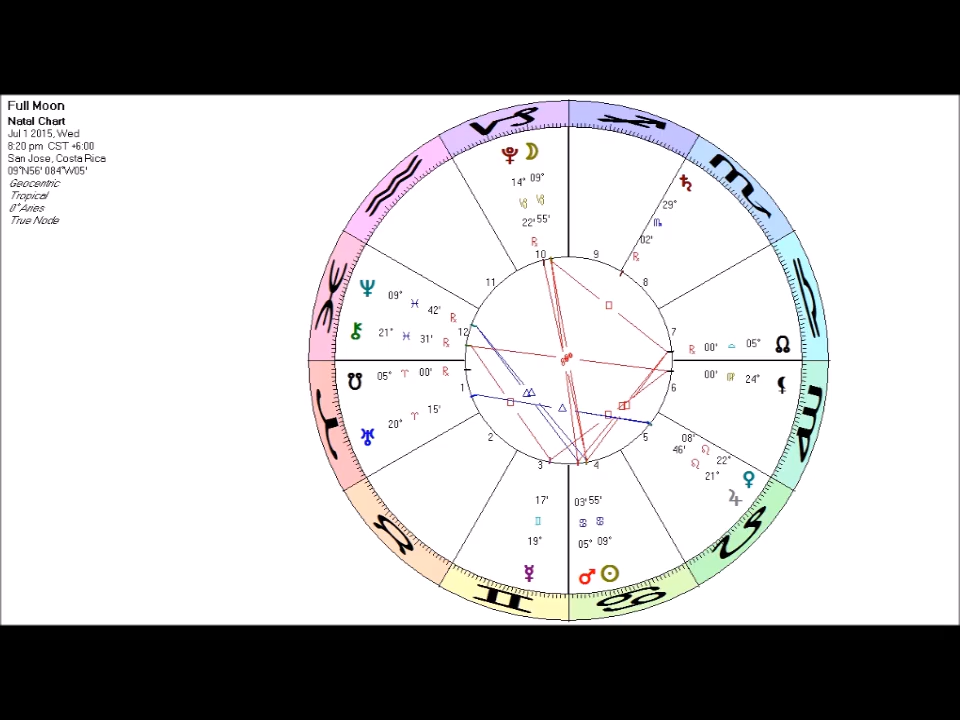 Full Moon
Natal Chart
Jul 1 2015, Wed
8:20 pm CST +6:00
San Jose, Costa Rica
09°N56' 084°W05'
Geocentric
Tropical
0° Aries
True Node
♑ ♐
♏
♒
♎
♓
♍
♈
♌
♉
♊ ♋
♇ ☽
14° 09°
♑ ♑
22' 55'
℞
♄
29°
♏
02'
℞
10 9
11 8
12 7
1 6
2 5
3 4
♆ 09° ♓ 42' ℞
⚷ 21° ♓ 31' ℞
☋ 05° ♈ 00' ℞
♅ 20° ♈ 15'
℞ 00' ♎ 05° ☊
00' ♍ 24° ⚸
08' ♌ 22° ♀
46' ♌ 21° ♃
17'
♊
19°
☿
03' 55'
♋ ♋
05° 09°
♂ ☉